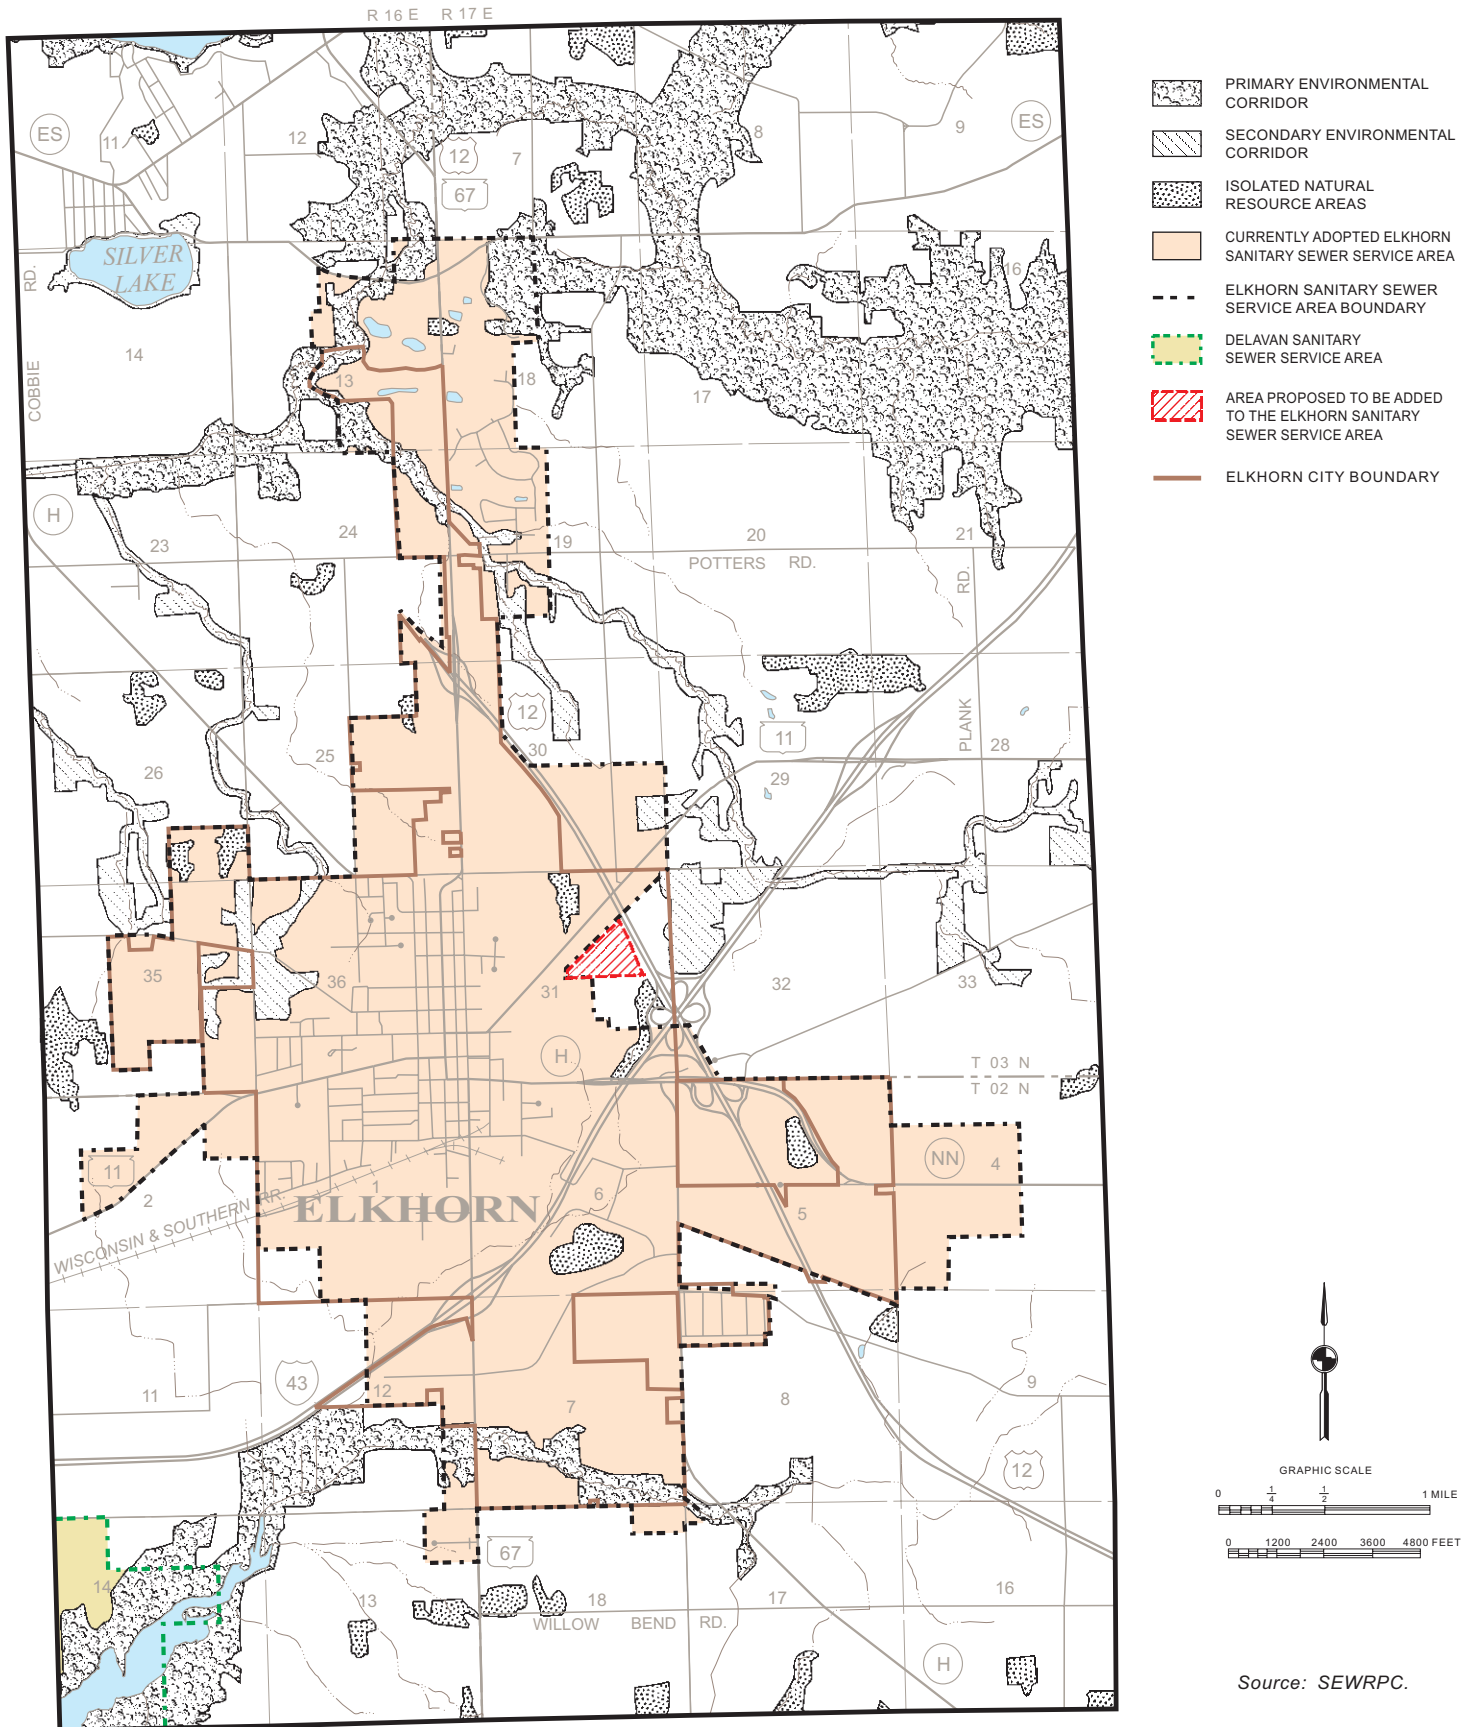 R 16 E R 17 E
ES
11
12
12
67
7
8
9
ES
SILVER
LAKE
RD.
COBBIE
14
13
18
17
16
H
23
24
19
20
21
POTTERS RD.
RD.
PLANK
12
11
26
25
30
29
28
35
36
31
32
33
H
T 03 N
T 02 N
11
2
1
6
5
NN
4
ELKHORN
WISCONSIN & SOUTHERN RR.
43
11
12
7
8
9
12
67
14
13
18
17
16
WILLOW BEND RD.
H
PRIMARY ENVIRONMENTAL
CORRIDOR
SECONDARY ENVIRONMENTAL
CORRIDOR
ISOLATED NATURAL
RESOURCE AREAS
CURRENTLY ADOPTED ELKHORN
SANITARY SEWER SERVICE AREA
ELKHORN SANITARY SEWER
SERVICE AREA BOUNDARY
DELAVAN SANITARY
SEWER SERVICE AREA
AREA PROPOSED TO BE ADDED
TO THE ELKHORN SANITARY
SEWER SERVICE AREA
ELKHORN CITY BOUNDARY
GRAPHIC SCALE
0 1/4 1/2 1 MILE
0 1200 2400 3600 4800 FEET
Source: SEWRPC.